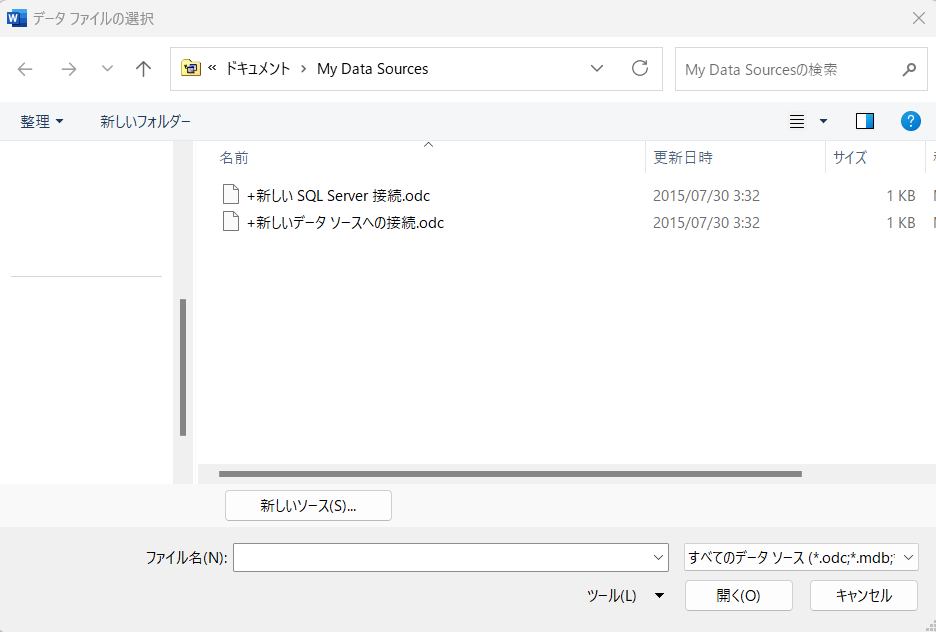 データ ファイルの選択
« ドキュメント › My Data Sources
My Data Sourcesの検索
整理
新しいフォルダー
名前
更新日時
サイズ
+新しい SQL Server 接続.odc 2015/07/30 3:32 1 KB
+新しいデータ ソースへの接続.odc 2015/07/30 3:32 1 KB
新しいソース(S)...
ファイル名(N):
すべてのデータ ソース (*.odc;*.mdb;
ツール(L)
開く(O)
キャンセル